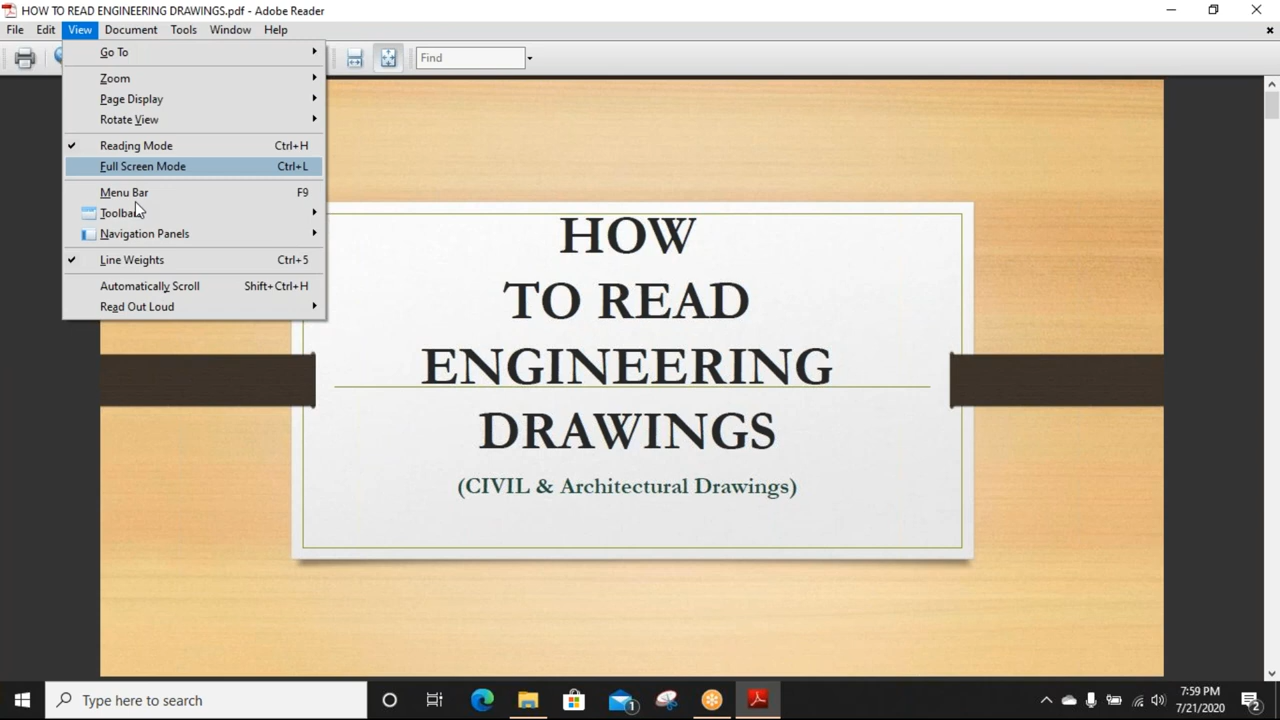 HOW TO READ ENGINEERING DRAWINGS.pdf - Adobe Reader
File Edit View Document Tools Window Help
Find
Go To
Zoom
Page Display
Rotate View
Reading Mode Ctrl+H
Full Screen Mode Ctrl+L
Menu Bar F9
Toolbars
Navigation Panels
Line Weights Ctrl+5
Automatically Scroll Shift+Ctrl+H
Read Out Loud
HOW
TO READ
ENGINEERING
DRAWINGS
(CIVIL & Architectural Drawings)
Type here to search
1
7:59 PM
7/21/2020
2